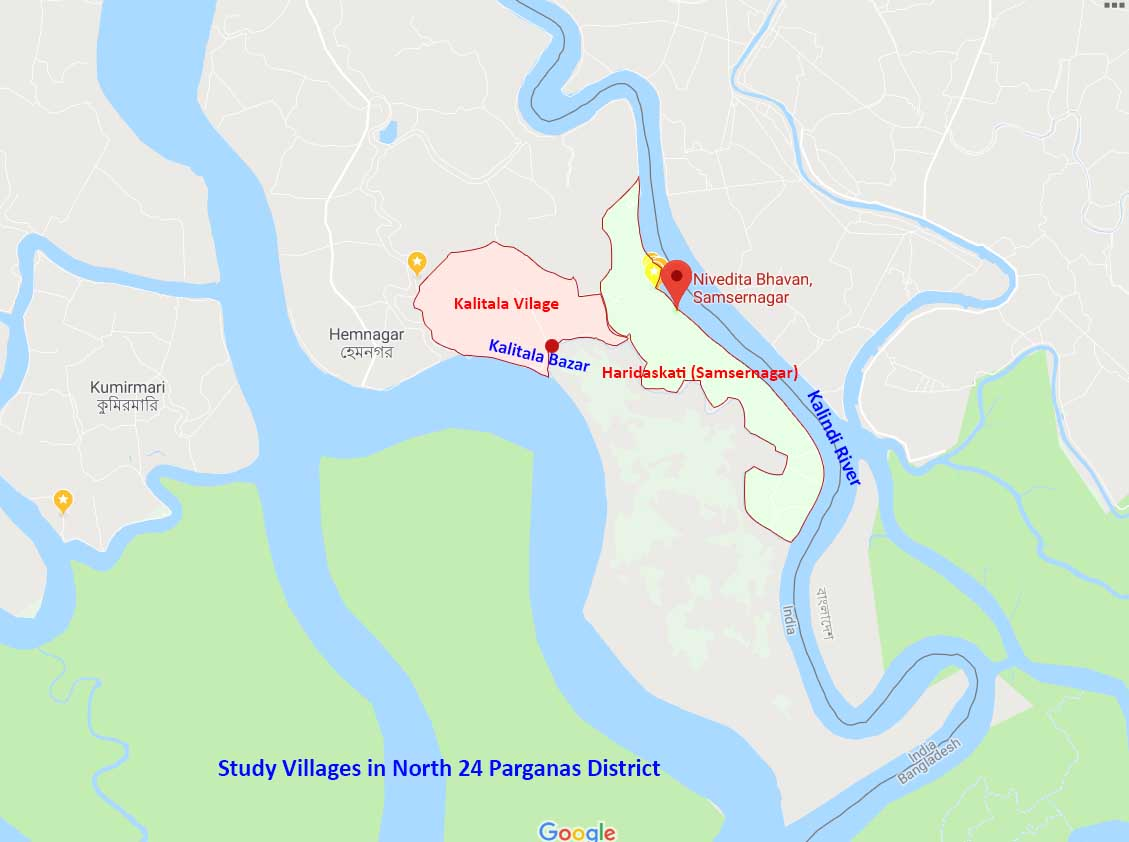 Nivedita Bhavan,
Samsernagar
Kalitala Vilage
Hemnagar
হেমনগর
Kalitala Bazar
Haridaskati (Samsernagar)
Kumirmari
কুমিরমারি
Kalindi River
India
বাংলাদেশ
India
Bangladesh
Study Villages in North 24 Parganas District
Google